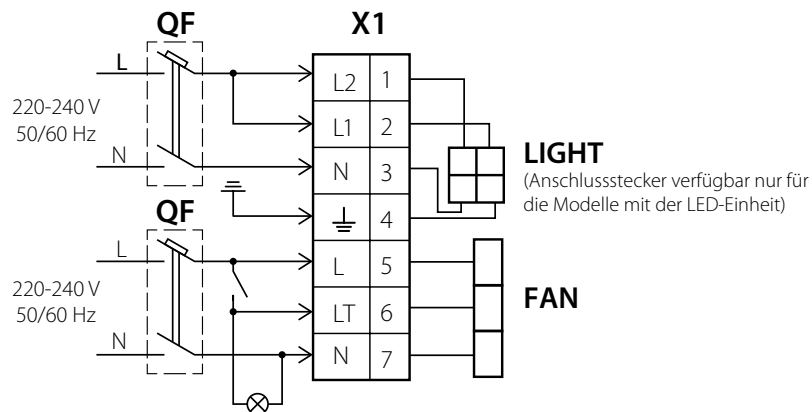 QF
X1
L
220-240 V
50/60 Hz
N
L2 1
L1 2
N 3
4
L 5
LT 6
N 7
LIGHT
(Anschlussstecker verfügbar nur für
die Modelle mit der LED-Einheit)
QF
L
220-240 V
50/60 Hz
N
FAN